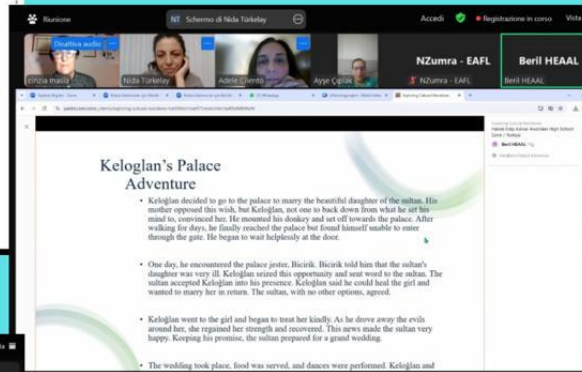 Riunione
NT Schermo di Nida Türkelay
Accedi
Registrazione in corso
Vista
Disattiva audio
cinzia masia
Nida Türkelay
Adele Cilento
Ayşe Çıplak
NZumra - EAFL
NZumra - EAFL
Beril HEAAL
Beril HEAAL
Beril HEAAL
Keloglan's Palace
Adventure
• Keloğlan decided to go to the palace to marry the beautiful daughter of the sultan. His
mother opposed this wish, but Keloğlan, not one to back down from what he set his
mind to, convinced her. He mounted his donkey and set off towards the palace. After
walking for days, he finally reached the palace but found himself unable to enter
through the gate. He began to wait helplessly at the door.
• One day, he encountered the palace jester, Bicirik. Bicirik told him that the sultan's
daughter was very ill. Keloğlan seized this opportunity and sent word to the sultan. The
sultan accepted Keloğlan into his presence. Keloğlan said he could heal the girl and
wanted to marry her in return. The sultan, with no other options, agreed.
• Keloğlan went to the girl and began to treat her kindly. As he drove away the evils
around her, she regained her strength and recovered. This news made the sultan very
happy. Keeping his promise, the sultan prepared for a grand wedding.
• The wedding took place, food was served, and dances were performed. Keloğlan and